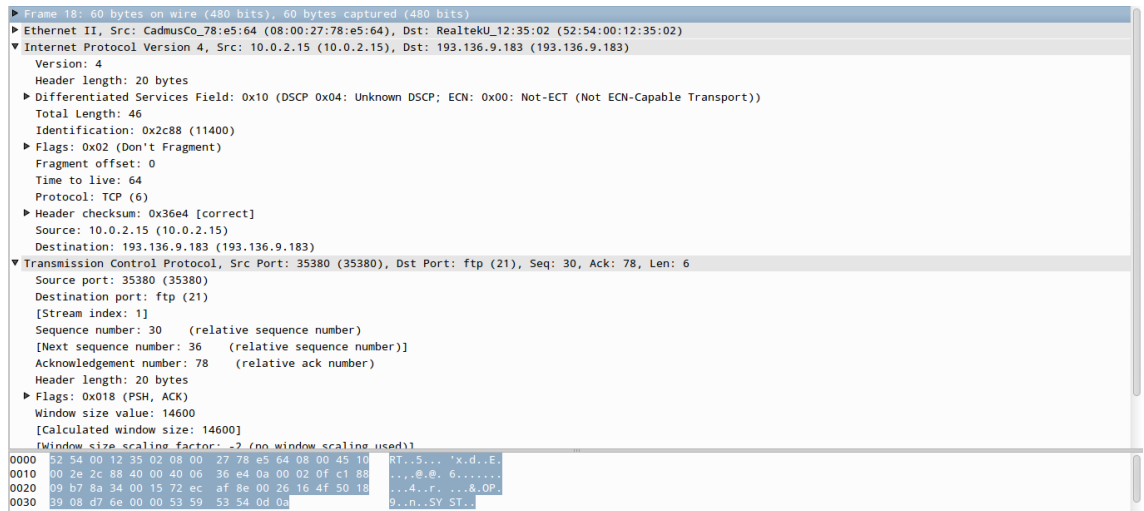 Frame 18: 60 bytes on wire (480 bits), 60 bytes captured (480 bits)
Ethernet II, Src: CadmusCo_78:e5:64 (08:00:27:78:e5:64), Dst: RealtekU_12:35:02 (52:54:00:12:35:02)
Internet Protocol Version 4, Src: 10.0.2.15 (10.0.2.15), Dst: 193.136.9.183 (193.136.9.183)
Version: 4
Header length: 20 bytes
Differentiated Services Field: 0x10 (DSCP 0x04: Unknown DSCP; ECN: 0x00: Not-ECT (Not ECN-Capable Transport))
Total Length: 46
Identification: 0x2c88 (11400)
Flags: 0x02 (Don't Fragment)
Fragment offset: 0
Time to live: 64
Protocol: TCP (6)
Header checksum: 0x36e4 [correct]
Source: 10.0.2.15 (10.0.2.15)
Destination: 193.136.9.183 (193.136.9.183)
Transmission Control Protocol, Src Port: 35380 (35380), Dst Port: ftp (21), Seq: 30, Ack: 78, Len: 6
Source port: 35380 (35380)
Destination port: ftp (21)
[Stream index: 1]
Sequence number: 30    (relative sequence number)
[Next sequence number: 36    (relative sequence number)]
Acknowledgement number: 78    (relative ack number)
Header length: 20 bytes
Flags: 0x018 (PSH, ACK)
Window size value: 14600
[Calculated window size: 14600]
[Window size scaling factor: -2 (no window scaling used)]
0000  52 54 00 12 35 02 08 00  27 78 e5 64 08 00 45 10  RT..5... 'x.d..E.
0010  00 2e 2c 88 40 00 40 06  36 e4 0a 00 02 0f c1 88  ..,.@.@. 6.......
0020  09 b7 8a 34 00 15 72 ec  af 8e 00 26 16 4f 50 18  ...4..r. ...&.OP.
0030  39 08 d7 6e 00 00 53 59  53 54 0d 0a  9..n..SY ST..